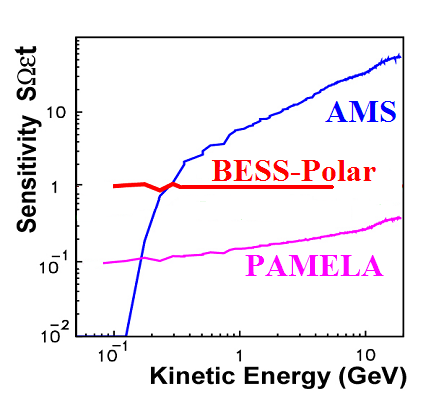 Sensitivity SΩεt
10
1
10⁻¹
10⁻²
AMS
BESS-Polar
PAMELA
10⁻¹
1
10
Kinetic Energy (GeV)